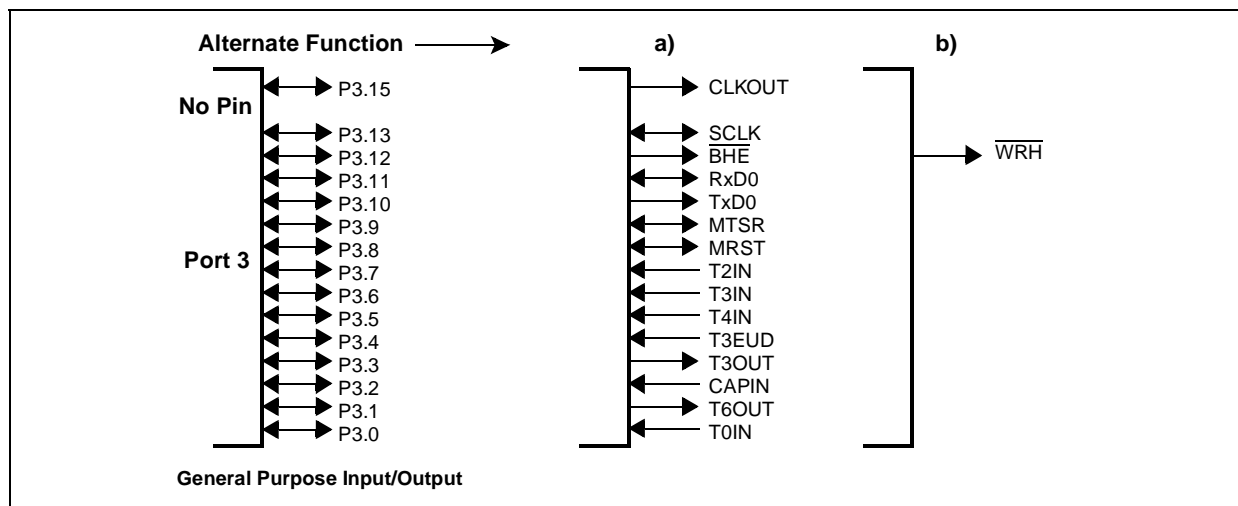 Alternate Function a) b)
No Pin
Port 3
P3.15 CLKOUT
P3.13 SCLK
P3.12 B̅H̅E̅ W̅R̅H̅
P3.11 RxD0
P3.10 TxD0
P3.9 MTSR
P3.8 MRST
P3.7 T2IN
P3.6 T3IN
P3.5 T4IN
P3.4 T3EUD
P3.3 T3OUT
P3.2 CAPIN
P3.1 T6OUT
P3.0 T0IN
General Purpose Input/Output